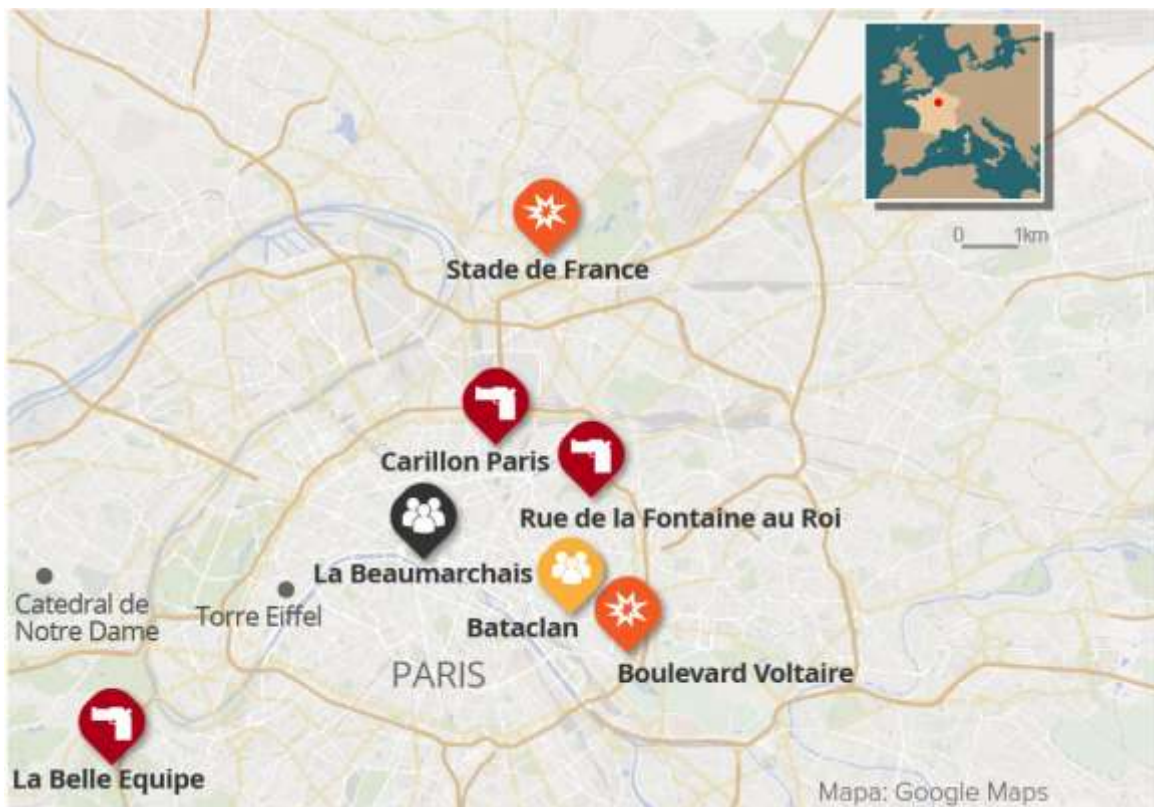 0 1km
Stade de France
Carillon Paris
Rue de la Fontaine au Roi
La Beaumarchais
Catedral de
Notre Dame
Torre Eiffel
Bataclan
PARIS
Boulevard Voltaire
La Belle Equipe
Mapa: Google Maps